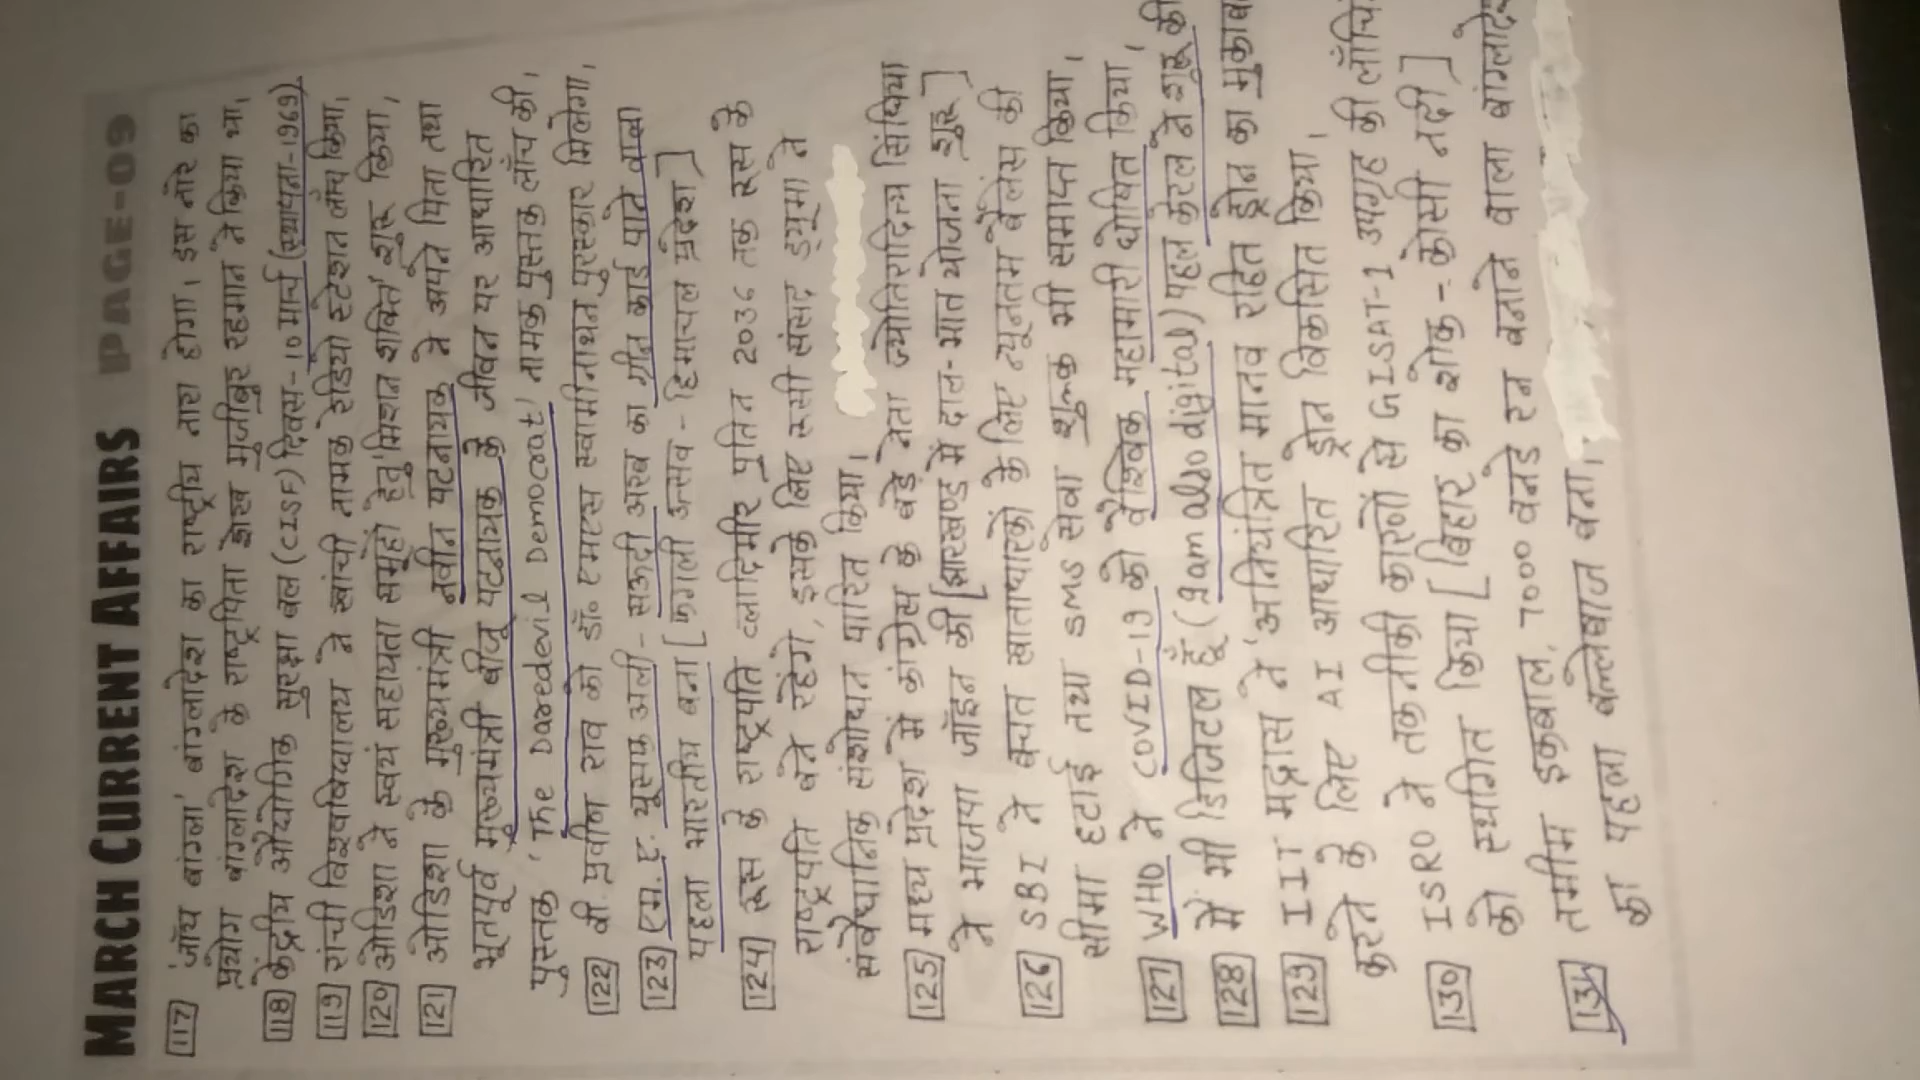 MARCH CURRENT AFFAIRS PAGE-09
117 'जॉय बांग्ला' बांग्लादेश का राष्ट्रीय नारा होगा। इस नारे का
प्रयोग बांग्लादेश के राष्ट्रपिता शेख मुजीबुर रहमान ने किया था।
118 केंद्रीय औद्योगिक सुरक्षा बल (CISF) दिवस- 10 मार्च (स्थापना-1969)
119 रांची विश्वविद्यालय ने खांची नामक रेडियो स्टेशन लॉंच किया।
120 ओडिशा ने स्वयं सहायता समूहों हेतु 'मिशन शक्ति' शुरू किया,
121 ओडिशा के मुख्यमंत्री नवीन पटनायक ने अपने पिता तथा
भूतपूर्व मुख्यमंत्री बीजू पटनायक के जीवन पर आधारित
पुस्तक 'The Daredevil Democrat' नामक पुस्तक लॉंच की।
122 वी. प्रवीण राव को डॉ० एमएस स्वामीनाथन पुरस्कार मिलेगा।
123 एम. ए. यूसुफ अली - सऊदी अरब का ग्रीन कार्ड पाने वाला
पहला भारतीय बना [फगली उत्सव - हिमाचल प्रदेश]
124 रूस के राष्ट्रपति व्लादिमीर पुतिन 2036 तक रूस के
राष्ट्रपति बने रहेंगे, इसके लिए रूसी संसद ड्यूमा ने
संवैधानिक संशोधन पारित किया।
125 मध्य प्रदेश में कांग्रेस के बडे नेता ज्योतिरादित्य सिंधिया
ने भाजपा जॉइन की [झारखण्ड में दाल-भात योजना शुरू]
126 SBI ने बचत खाताधारकों के लिए न्यूनतम बैलेंस की
सीमा हटाई तथा SMS सेवा शुल्क भी समाप्त किया।
127 WHO ने COVID-19 को वैश्विक महामारी घोषित किया।
128 में भी डिजिटल हूँ (I am also digital) पहल केरल ने शुरू की
129 IIT मद्रास ने 'अनियंत्रित मानव रहित ड्रोन का
करने के लिए AI आधारित ड्रोन विकसित किया।
130 ISRO ने तकनीकी कारणों से GISAT-1 उपग्रह की
को स्थगित किया [बिहार का शोक - कोसी नदी]
131 तमीम इकबाल, 7000 वनडे रन बनाने वाला
का पहला बल्लेबाज बना।